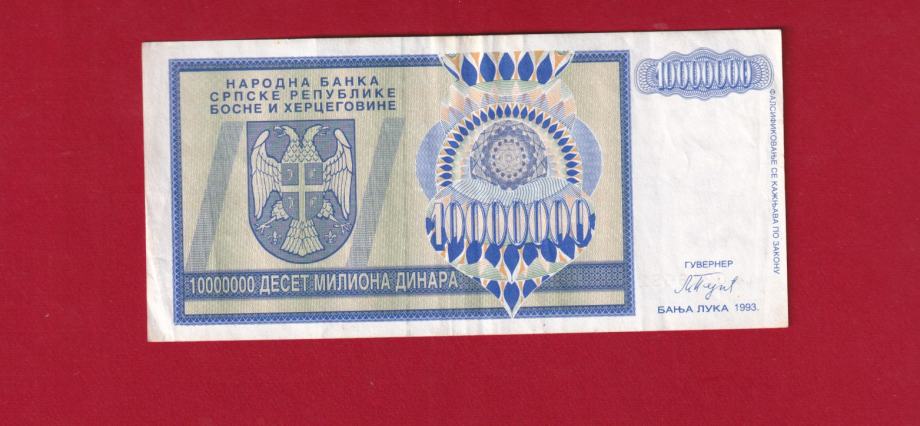 НАРОДНА БАНКА
СРПСКЕ РЕПУБЛИКЕ
БОСНЕ И ХЕРЦЕГОВИНЕ
10000000
10000000
10000000 ДЕСЕТ МИЛИОНА ДИНАРА
ФАЛСИФИКОВАЊЕ СЕ КАЖЊАВА ПО ЗАКОНУ
ГУВЕРНЕР
БАЊА ЛУКА 1993.